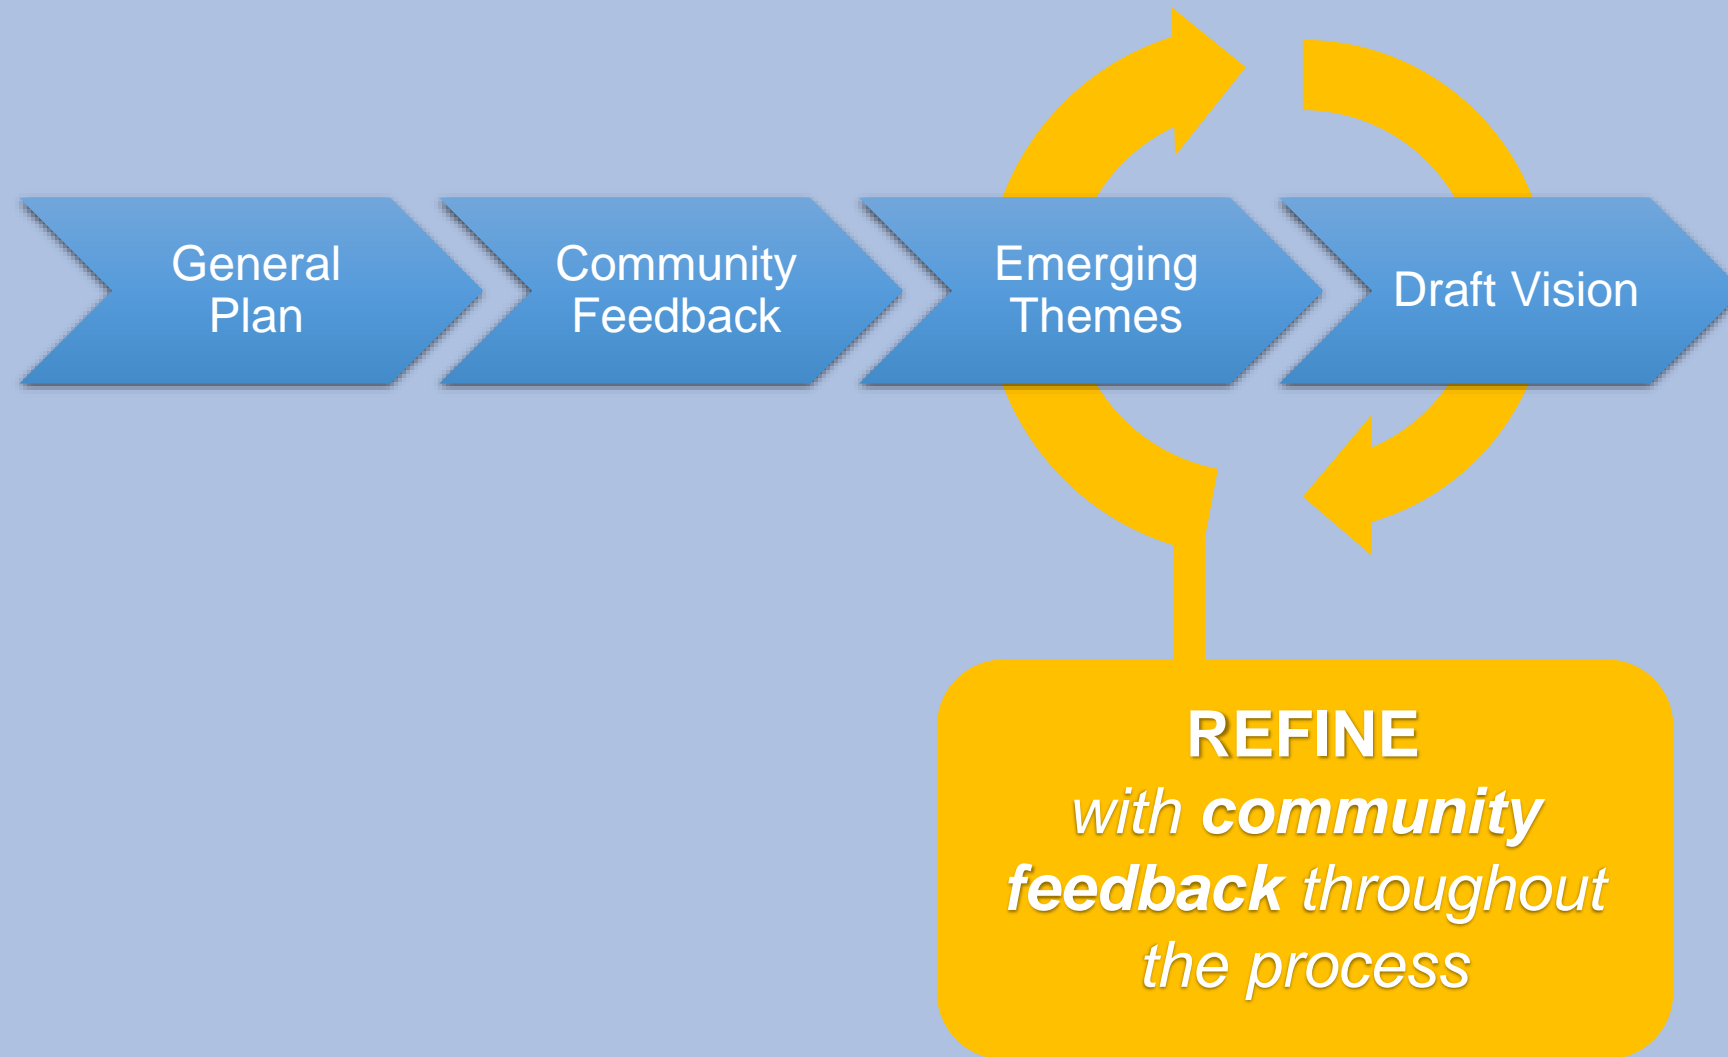 General
Plan
Community
Feedback
Emerging
Themes
Draft Vision
REFINE
with community
feedback throughout
the process